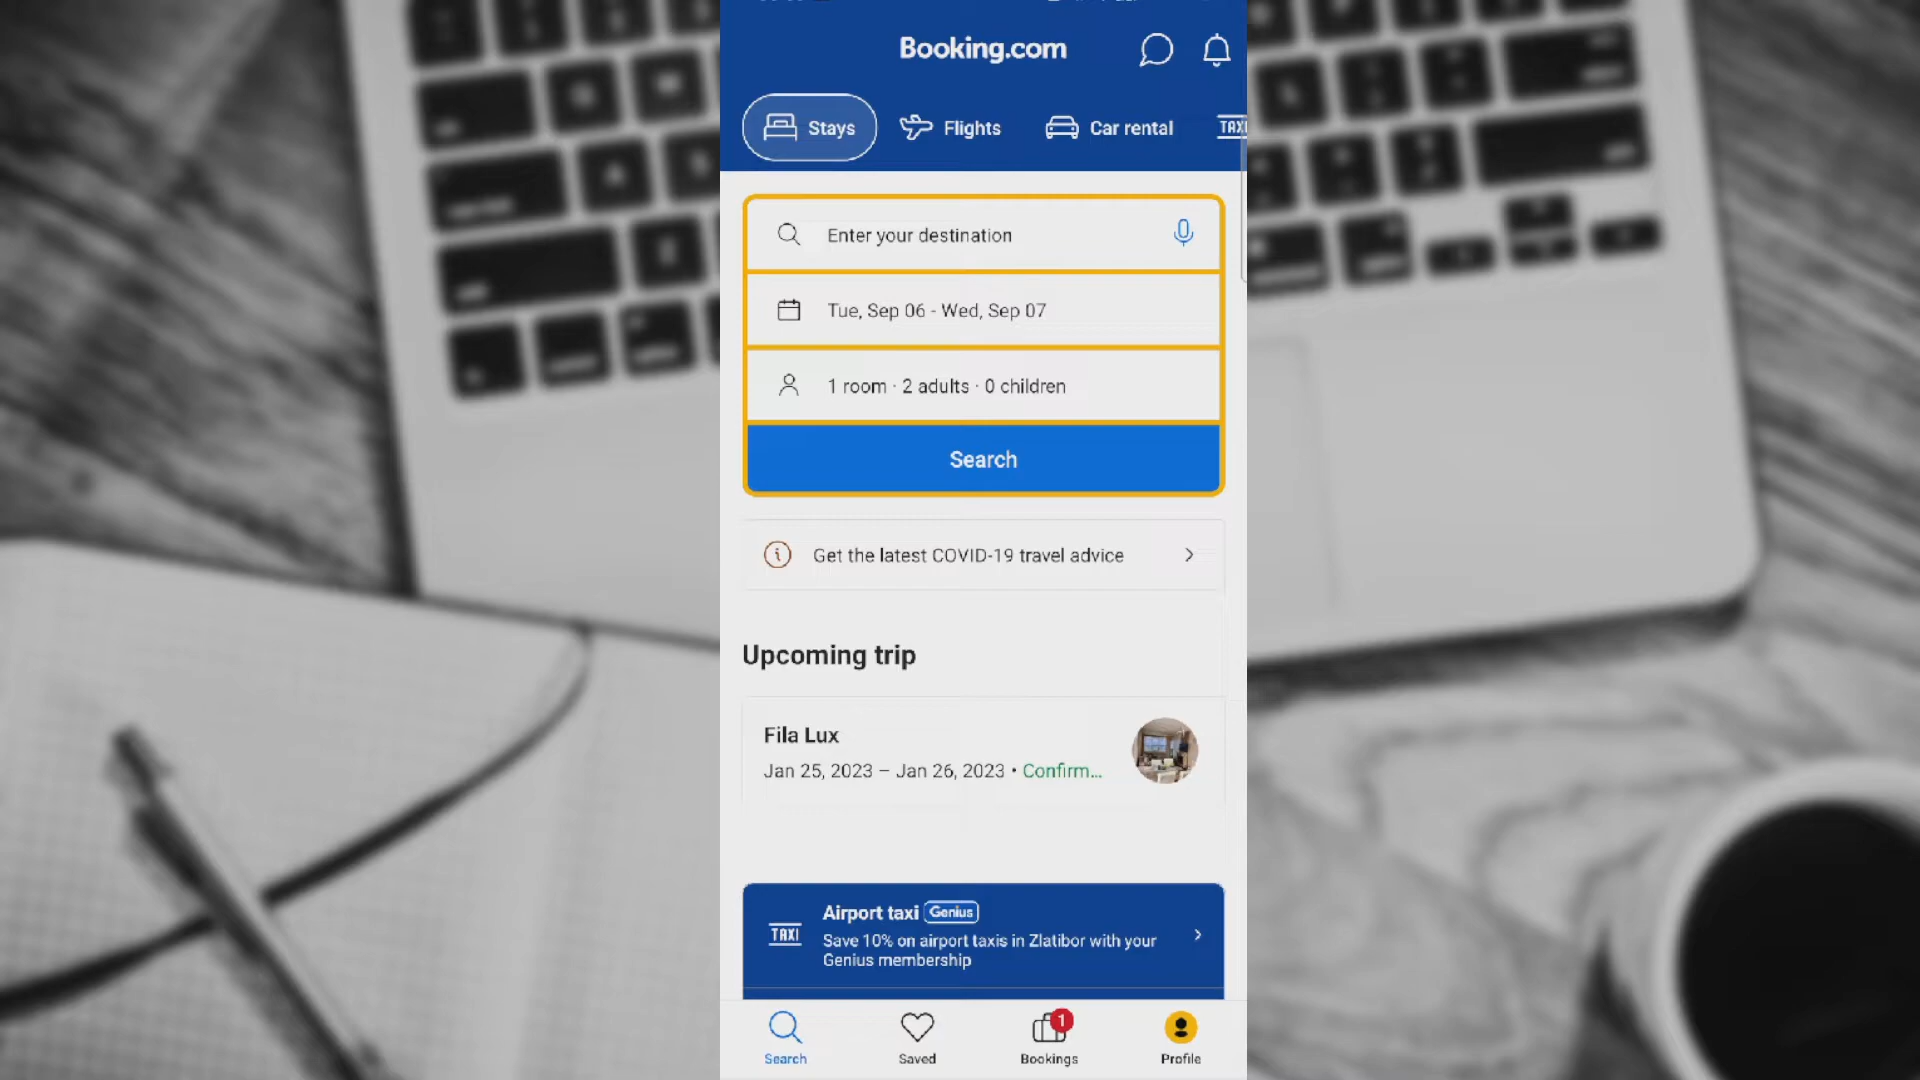 Booking.com
Stays
Flights
Car rental
TAXI
Enter your destination
Tue, Sep 06 - Wed, Sep 07
1 room · 2 adults · 0 children
Search
Get the latest COVID-19 travel advice
Upcoming trip
Fila Lux
Jan 25, 2023 – Jan 26, 2023 • Confirm...
TAXI
Airport taxi Genius
Save 10% on airport taxis in Zlatibor with your
Genius membership
1
Search
Saved
Bookings
Profile